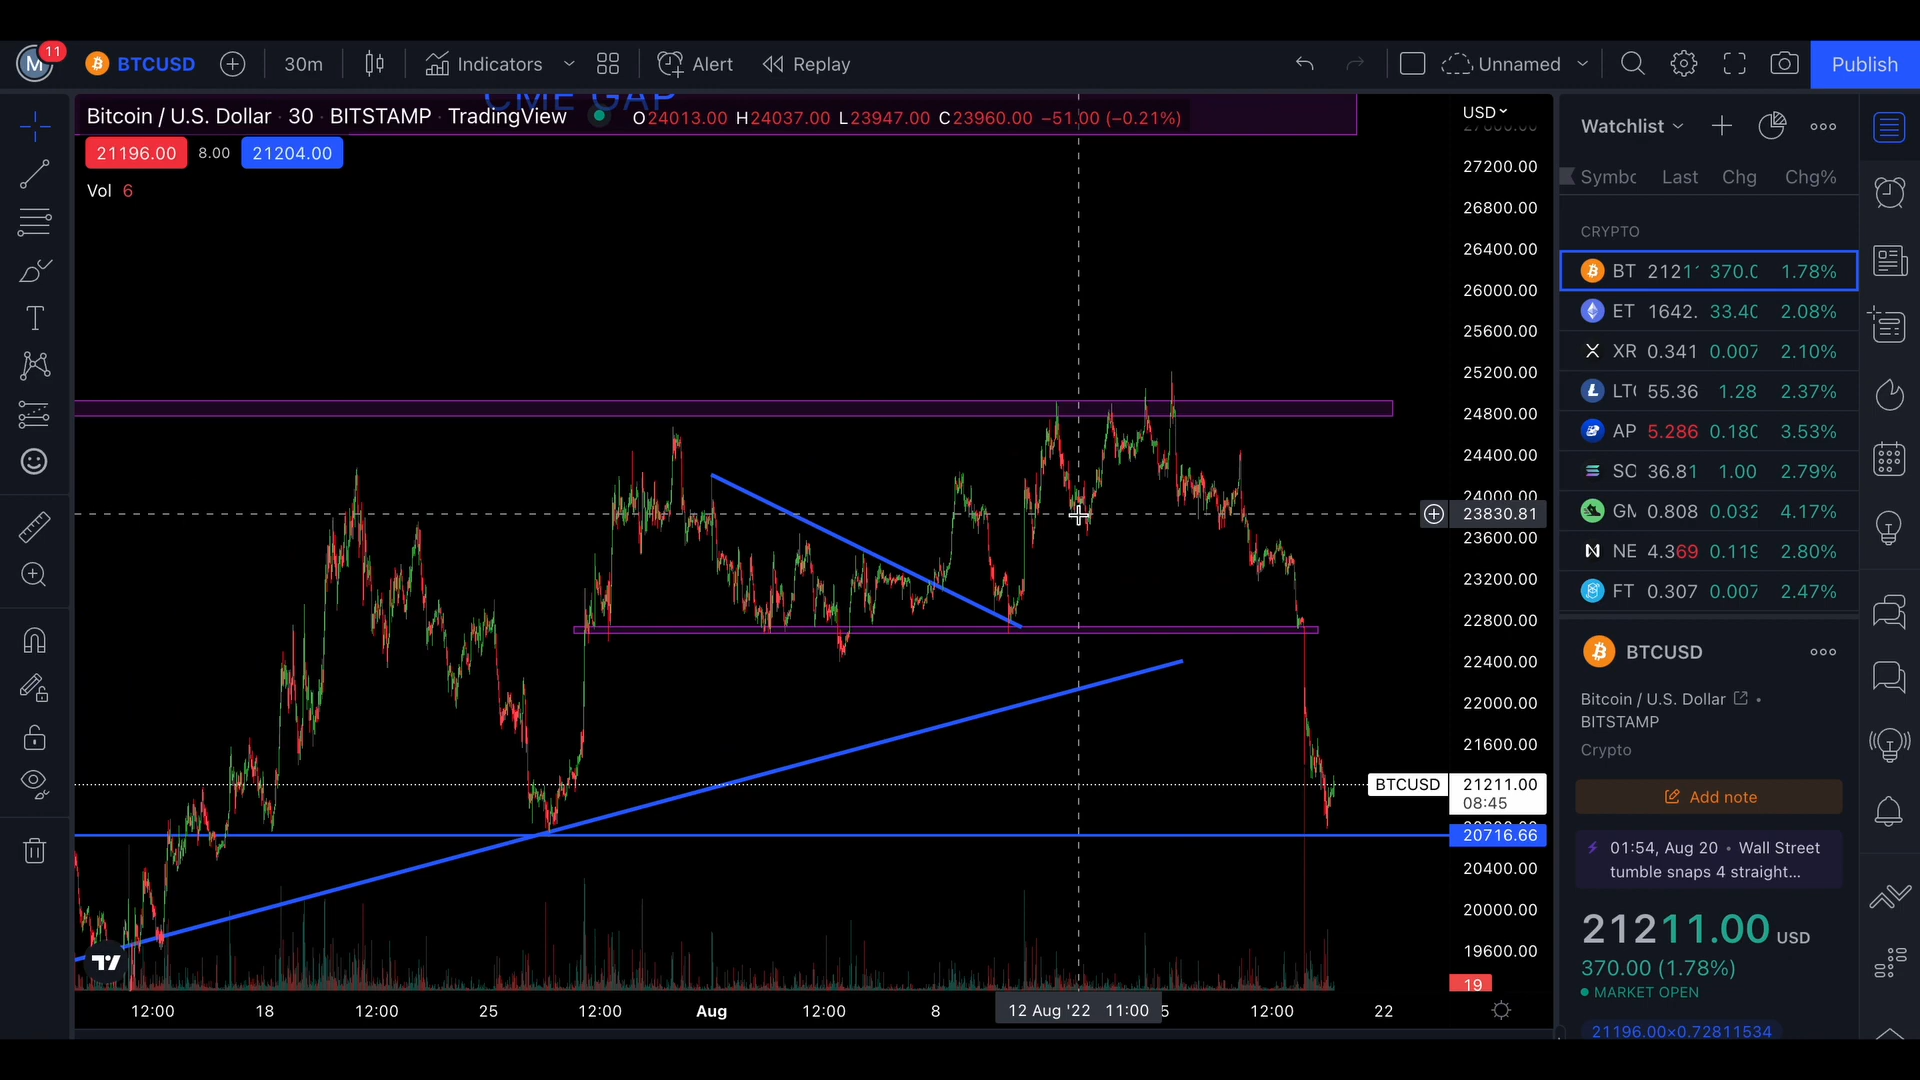 M 11 BTCUSD 30m Indicators Alert Replay Unnamed Publish
CME GAP
Bitcoin / U.S. Dollar · 30 · BITSTAMP · TradingView O24013.00 H24037.00 L23947.00 C23960.00 −51.00 (−0.21%)
21196.00 8.00 21204.00
Vol 6
USD
27200.00
26800.00
26400.00
26000.00
25600.00
25200.00
24800.00
24400.00
24000.00
23830.81
23600.00
23200.00
22800.00
22400.00
22000.00
21600.00
BTCUSD 21211.00
08:45
20716.66
20400.00
20000.00
19600.00
19
12:00 18 12:00 25 12:00 Aug 12:00 8 12 Aug '22 11:00 5 12:00 22
Watchlist
Symbc Last Chg Chg%
CRYPTO
BT 21211 370.0 1.78%
ET 1642. 33.40 2.08%
XR 0.341 0.007 2.10%
LTC 55.36 1.28 2.37%
AP 5.286 0.180 3.53%
SO 36.81 1.00 2.79%
GM 0.808 0.032 4.17%
NE 4.369 0.119 2.80%
FT 0.307 0.007 2.47%
BTCUSD
Bitcoin / U.S. Dollar •
BITSTAMP
Crypto
Add note
01:54, Aug 20 • Wall Street
tumble snaps 4 straight...
21211.00 USD
370.00 (1.78%)
MARKET OPEN
21196.00×0.72811534